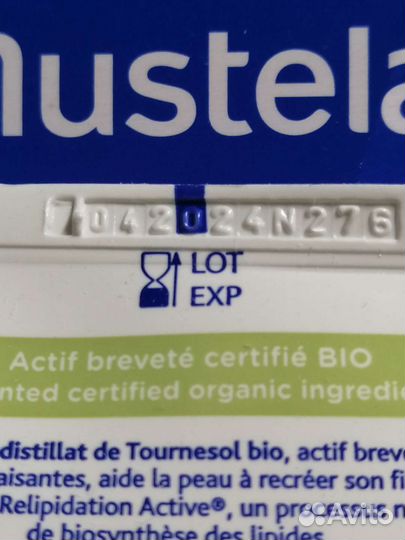 Mustela
7042024N276
LOT
EXP
Actif breveté certifié BIO
nted certified organic ingredie
distillat de Tournesol bio, actif breve
aisantes, aide la peau à recréer son fi
Relipidation Active®, un processus n
de biosynthèse des lipides.
Avito